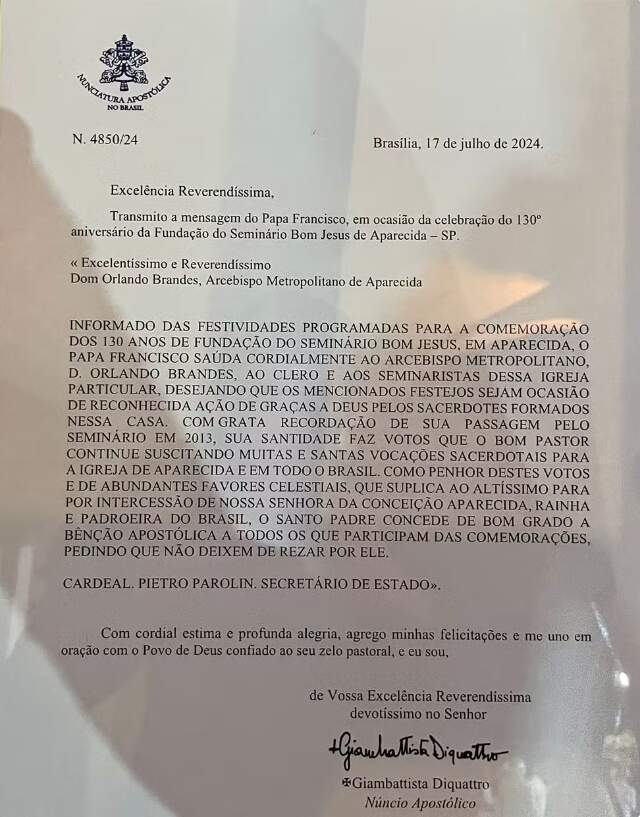 NUNCIATURA APOSTÓLICA
NO BRASIL
N. 4850/24
Brasília, 17 de julho de 2024.
Excelência Reverendíssima,
Transmito a mensagem do Papa Francisco, em ocasião da celebração do 130º
aniversário da Fundação do Seminário Bom Jesus de Aparecida – SP.
« Excelentíssimo e Reverendíssimo
Dom Orlando Brandes, Arcebispo Metropolitano de Aparecida
INFORMADO DAS FESTIVIDADES PROGRAMADAS PARA A COMEMORAÇÃO
DOS 130 ANOS DE FUNDAÇÃO DO SEMINÁRIO BOM JESUS, EM APARECIDA, O
PAPA FRANCISCO SAÚDA CORDIALMENTE AO ARCEBISPO METROPOLITANO,
D. ORLANDO BRANDES, AO CLERO E AOS SEMINARISTAS DESSA IGREJA
PARTICULAR, DESEJANDO QUE OS MENCIONADOS FESTEJOS SEJAM OCASIÃO
DE RECONHECIDA AÇÃO DE GRAÇAS A DEUS PELOS SACERDOTES FORMADOS
NESSA CASA. COM GRATA RECORDAÇÃO DE SUA PASSAGEM PELO
SEMINÁRIO EM 2013, SUA SANTIDADE FAZ VOTOS QUE O BOM PASTOR
CONTINUE SUSCITANDO MUITAS E SANTAS VOCAÇÕES SACERDOTAIS PARA
A IGREJA DE APARECIDA E EM TODO O BRASIL. COMO PENHOR DESTES VOTOS
E DE ABUNDANTES FAVORES CELESTIAIS, QUE SUPLICA AO ALTÍSSIMO PARA
POR INTERCESSÃO DE NOSSA SENHORA DA CONCEIÇÃO APARECIDA, RAINHA
E PADROEIRA DO BRASIL, O SANTO PADRE CONCEDE DE BOM GRADO A
BÊNÇÃO APOSTÓLICA A TODOS OS QUE PARTICIPAM DAS COMEMORAÇÕES,
PEDINDO QUE NÃO DEIXEM DE REZAR POR ELE.
CARDEAL. PIETRO PAROLIN. SECRETÁRIO DE ESTADO».
Com cordial estima e profunda alegria, agrego minhas felicitações e me uno em
oração com o Povo de Deus confiado ao seu zelo pastoral, e eu sou,
de Vossa Excelência Reverendíssima
devotíssimo no Senhor
+Giambattista Diquattro
✠Giambattista Diquattro
Núncio Apostólico